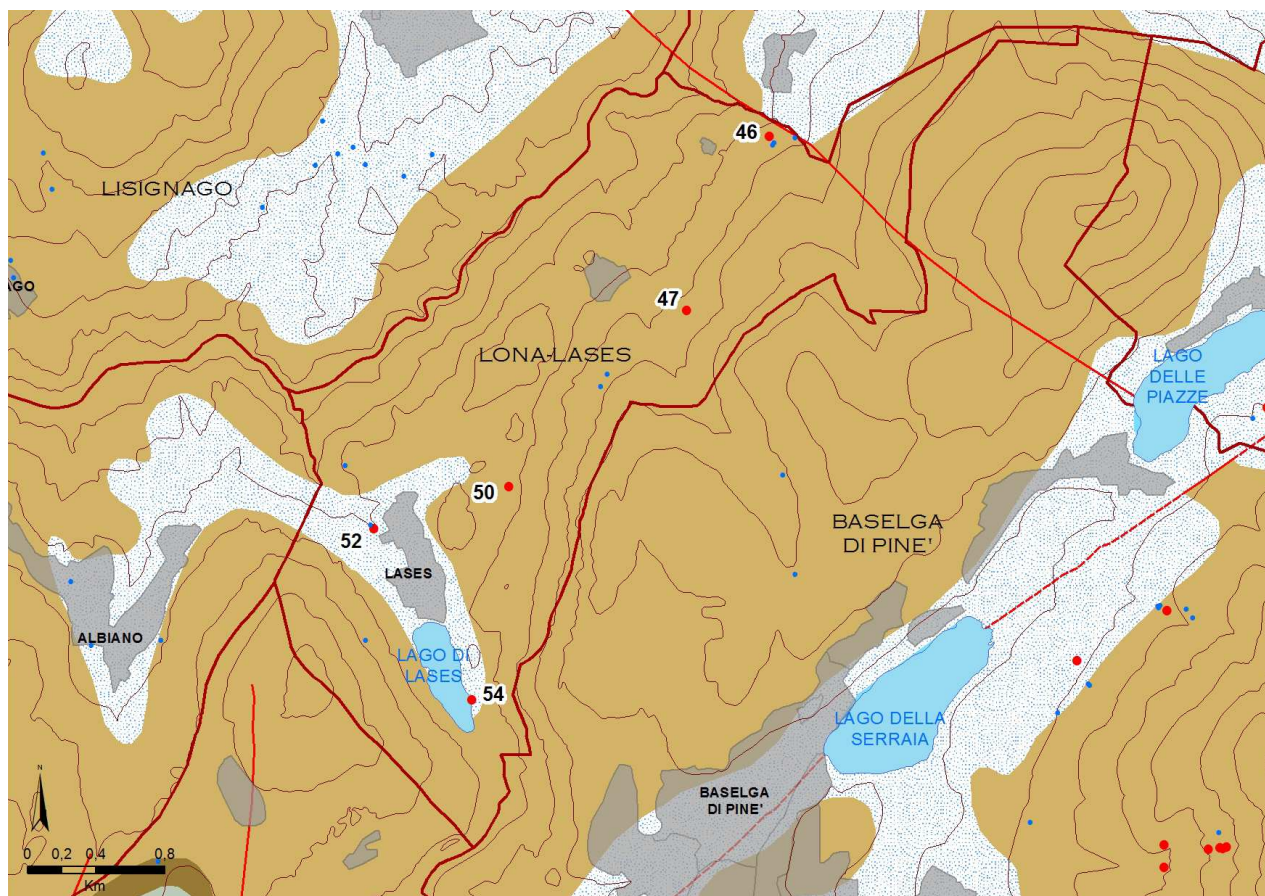 46
LISIGNAGO
AGO
47
LONA-LASES
LAGO
DELLE
PIAZZE
50
BASELGA
DI PINE'
52
LASES
ALBIANO
LAGO DI
LASES
54
LAGO DELLA
SERRAIA
BASELGA
DI PINE'
N
0 0,2 0,4 0,8
Km